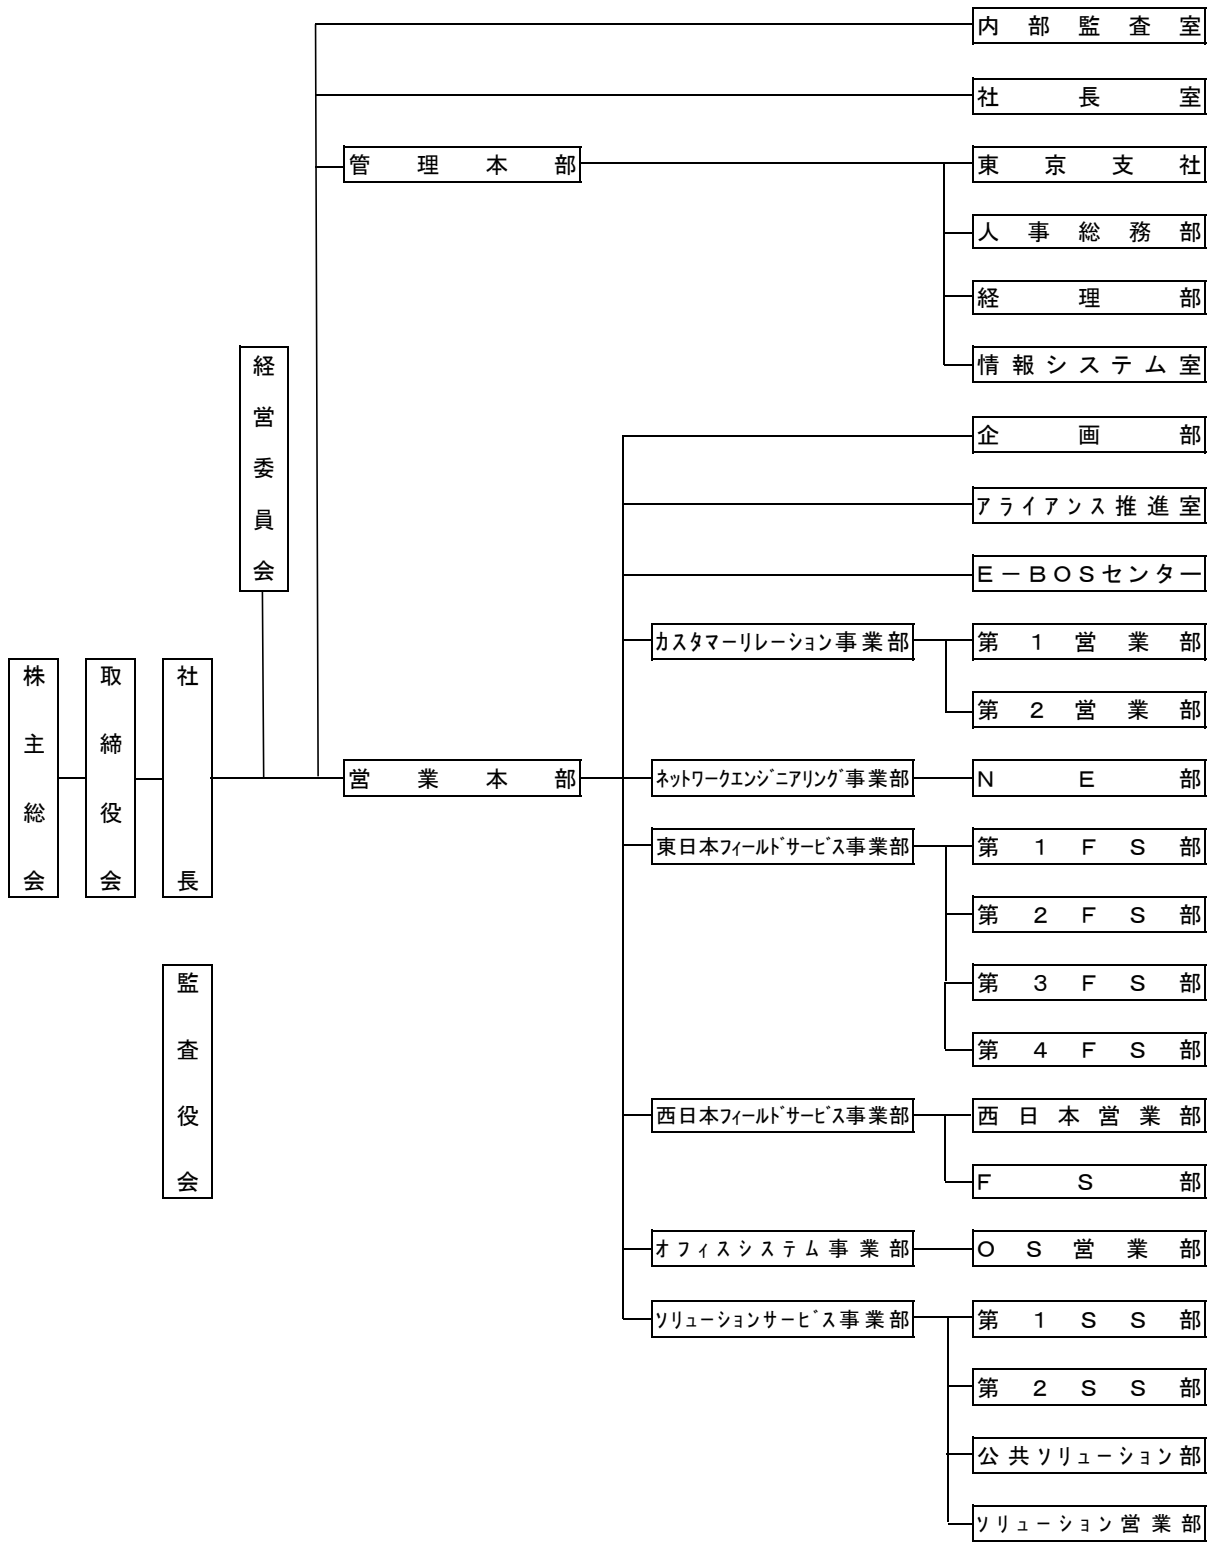 内部監査室
社長室
管理本部
東京支社
人事総務部
経理部
情報システム室
経営委員会
企画部
アライアンス推進室
E－BOSセンター
株主総会
取締役会
社長
カスタマーリレーション事業部
第1営業部
第2営業部
営業本部
ネットワークエンジニアリング事業部
NE部
東日本フィールドサービス事業部
第1FS部
第2FS部
監査役会
第3FS部
第4FS部
西日本フィールドサービス事業部
西日本営業部
FS部
オフィスシステム事業部
OS営業部
ソリューションサービス事業部
第1SS部
第2SS部
公共ソリューション部
ソリューション営業部